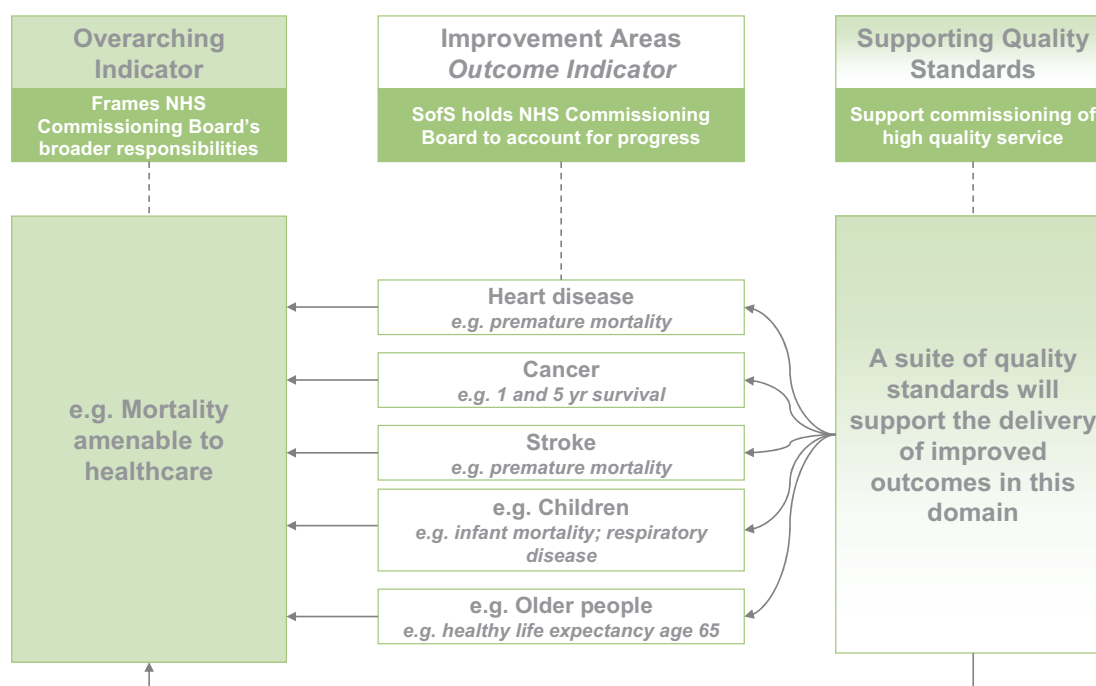 Overarching
Indicator
Frames NHS
Commissioning Board's
broader responsibilities
Improvement Areas
Outcome Indicator
SofS holds NHS Commissioning
Board to account for progress
Supporting Quality
Standards
Support commissioning of
high quality service
e.g. Mortality
amenable to
healthcare
Heart disease
e.g. premature mortality
Cancer
e.g. 1 and 5 yr survival
Stroke
e.g. premature mortality
e.g. Children
e.g. infant mortality; respiratory
disease
e.g. Older people
e.g. healthy life expectancy age 65
A suite of quality
standards will
support the delivery
of improved
outcomes in this
domain